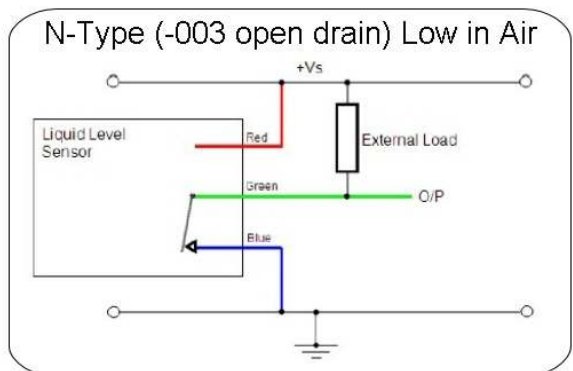 N-Type (-003 open drain) Low in Air
+Vs
Liquid Level
Sensor
Red
External Load
Green
O/P
Blue